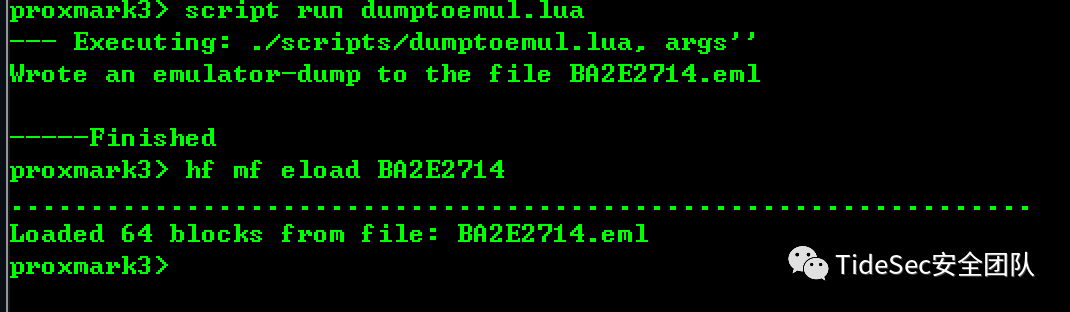 proxmark3> script run dumptoemul.lua
--- Executing: ./scripts/dumptoemul.lua, args''
Wrote an emulator-dump to the file BA2E2714.eml
-----Finished
proxmark3> hf mf eload BA2E2714
................................................................
Loaded 64 blocks from file: BA2E2714.eml
proxmark3>
TideSec安全团队